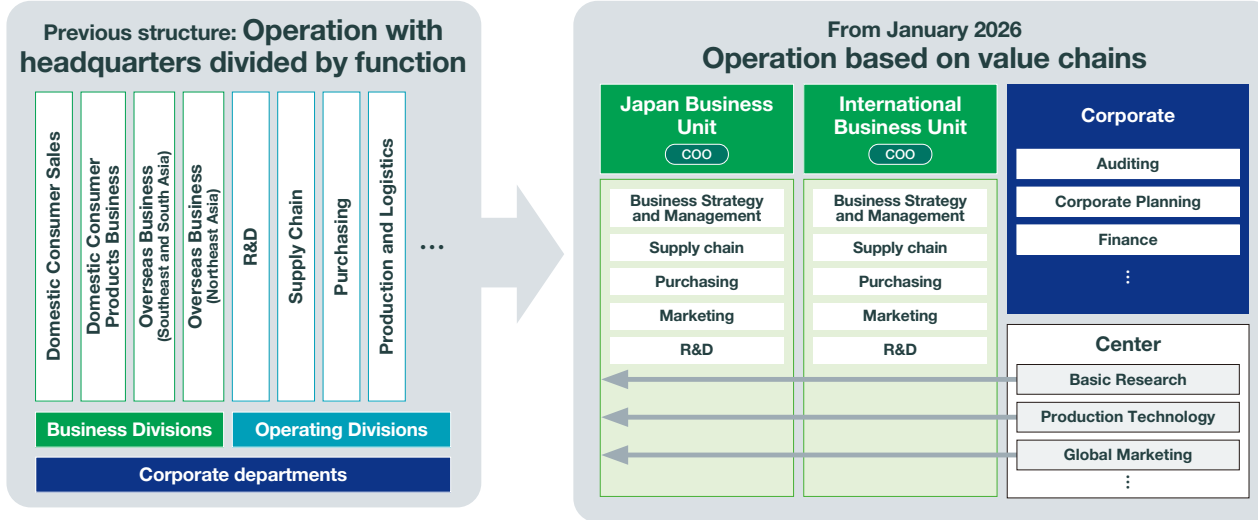 Previous structure: Operation with
headquarters divided by function
Domestic Consumer Sales
Domestic Consumer
Products Business
Overseas Business
(Southeast and South Asia)
Overseas Business
(Northeast Asia)
R&D
Supply Chain
Purchasing
Production and Logistics
...
Business Divisions
Operating Divisions
Corporate departments
From January 2026
Operation based on value chains
Japan Business
Unit
COO
Business Strategy
and Management
Supply chain
Purchasing
Marketing
R&D
International
Business Unit
COO
Business Strategy
and Management
Supply chain
Purchasing
Marketing
R&D
Corporate
Auditing
Corporate Planning
Finance
⋮
Center
Basic Research
Production Technology
Global Marketing
⋮